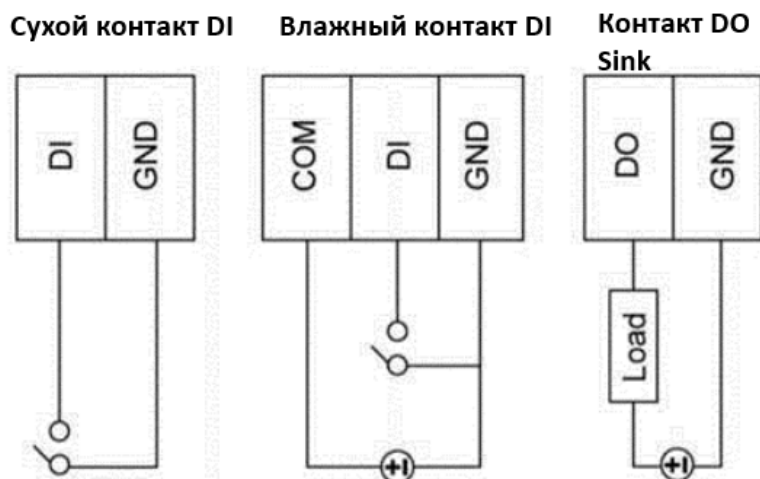 Сухой контакт DI
Влажный контакт DI
Контакт DO
Sink
DI
GND
COM
DI
GND
DO
GND
Load